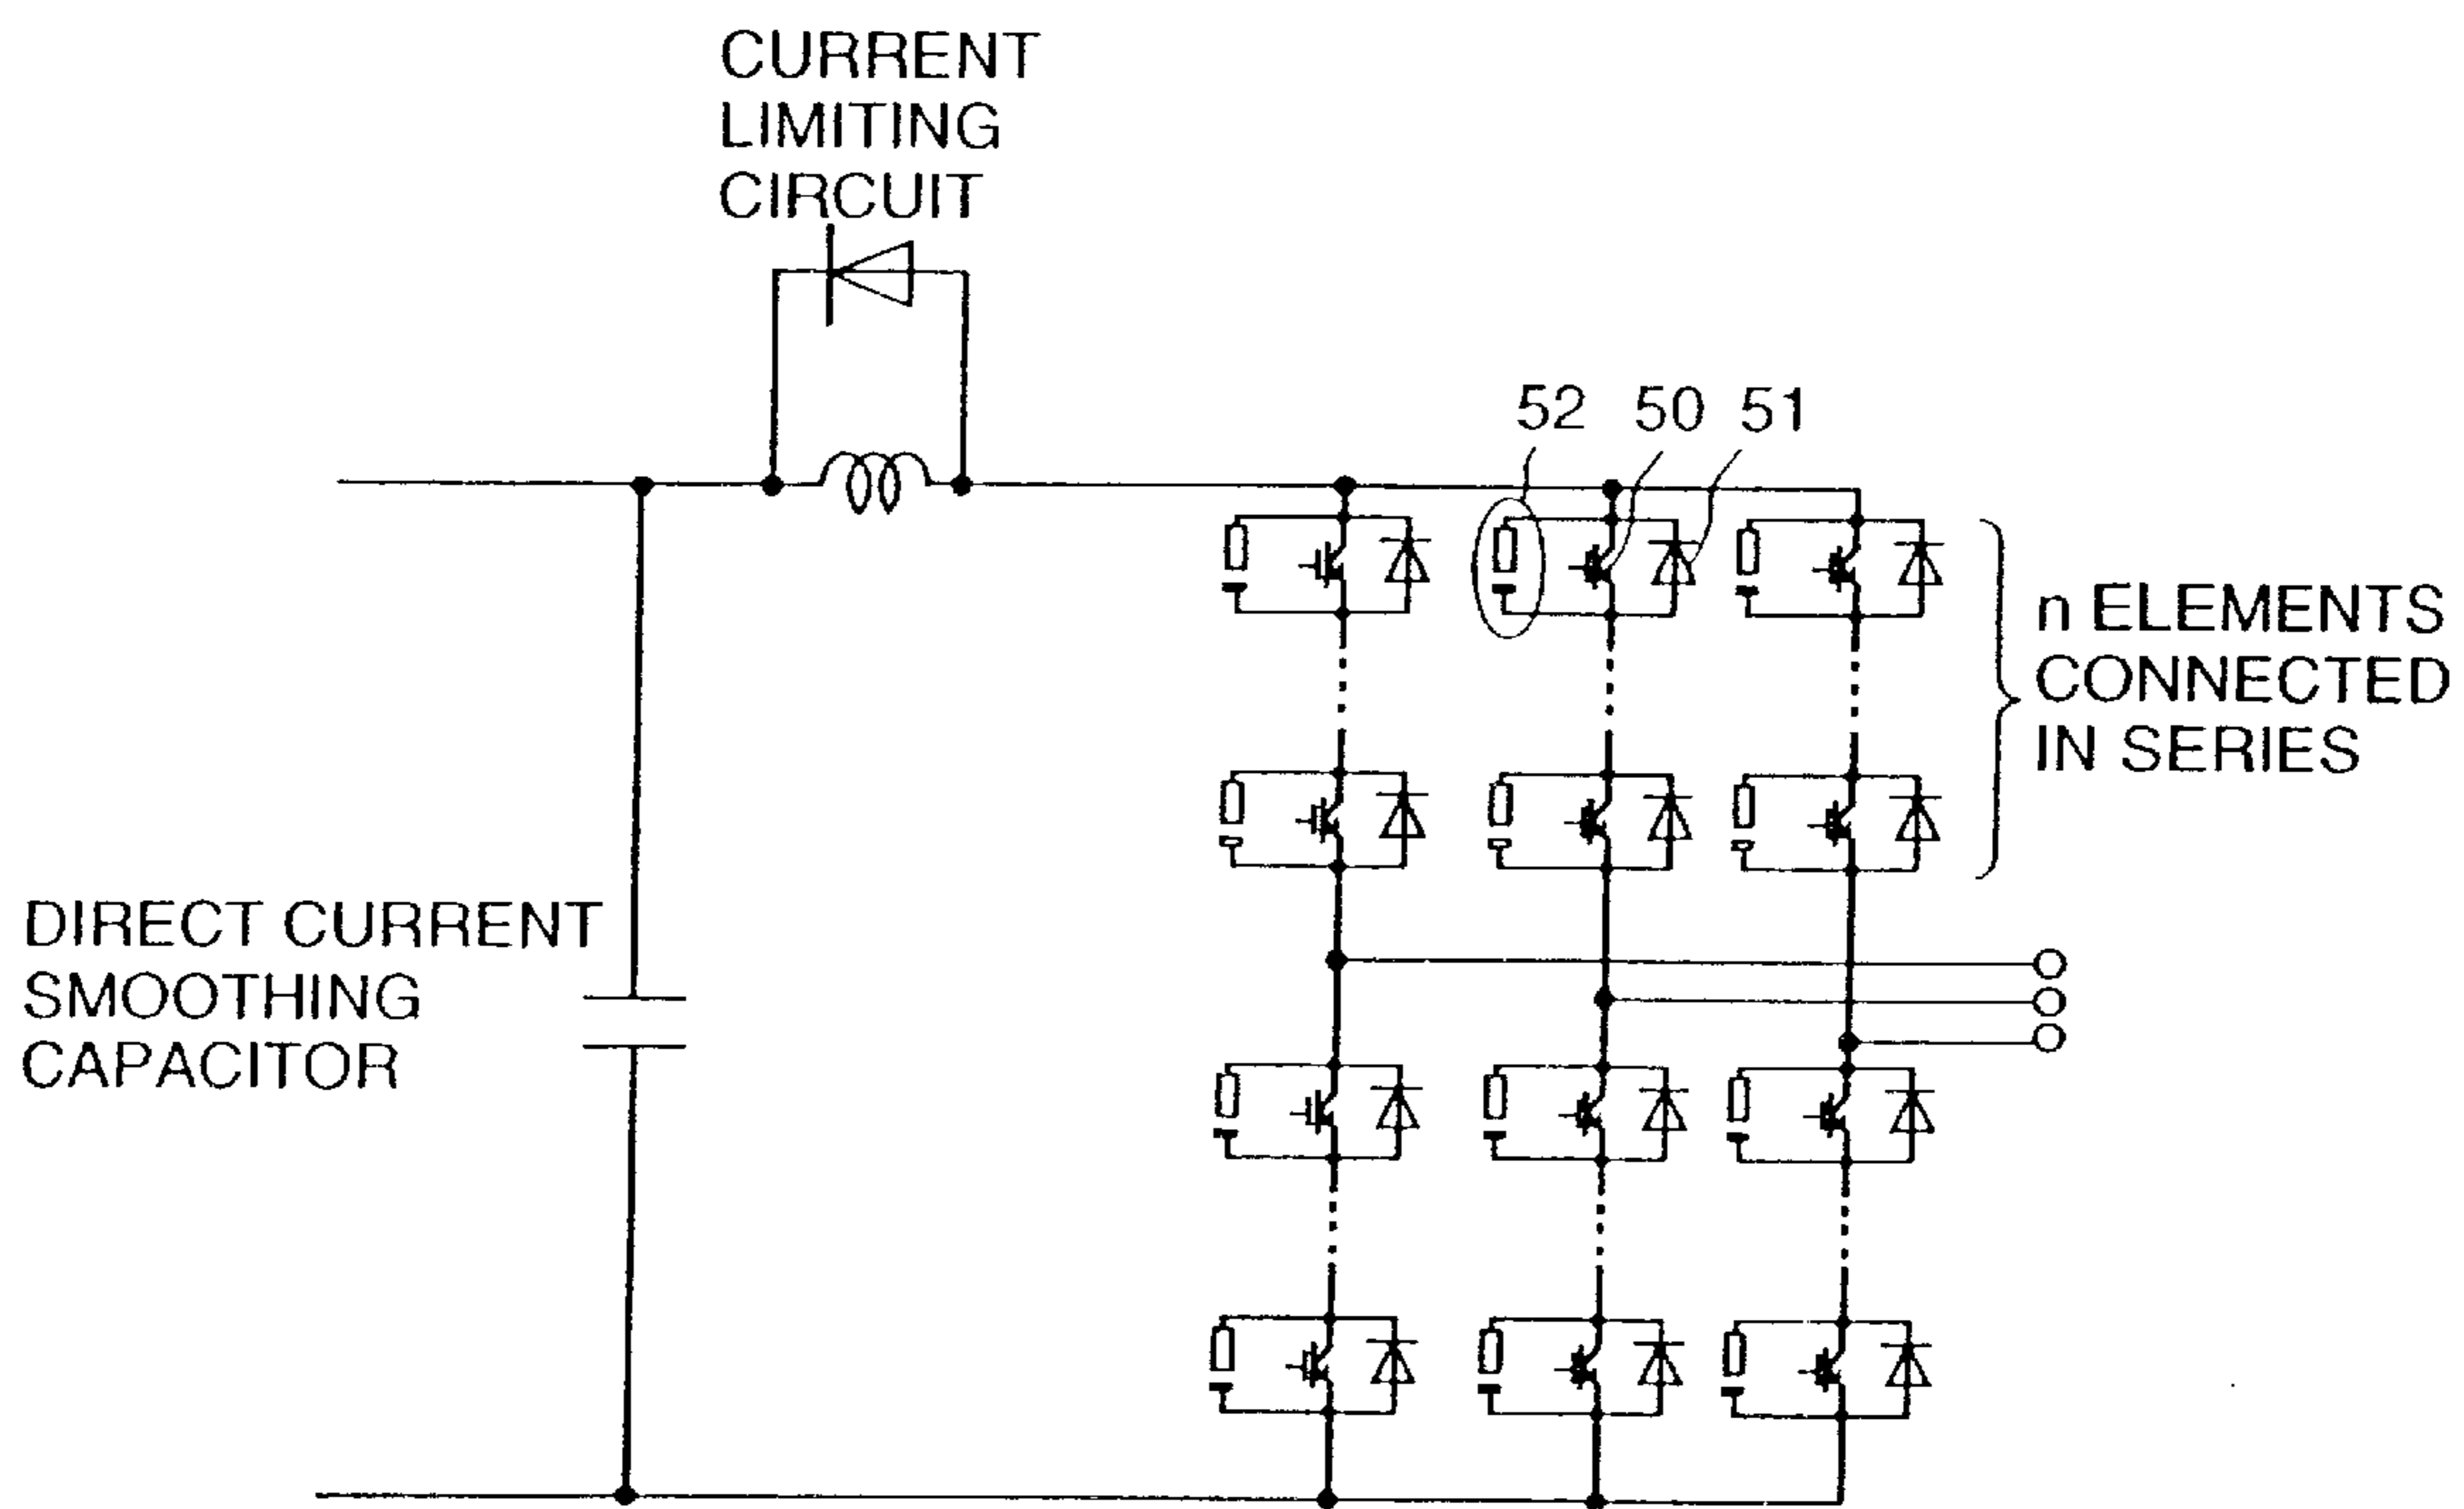 CURRENT
LIMITING
CIRCUIT
52 50 51
n ELEMENTS
CONNECTED
IN SERIES
DIRECT CURRENT
SMOOTHING
CAPACITOR